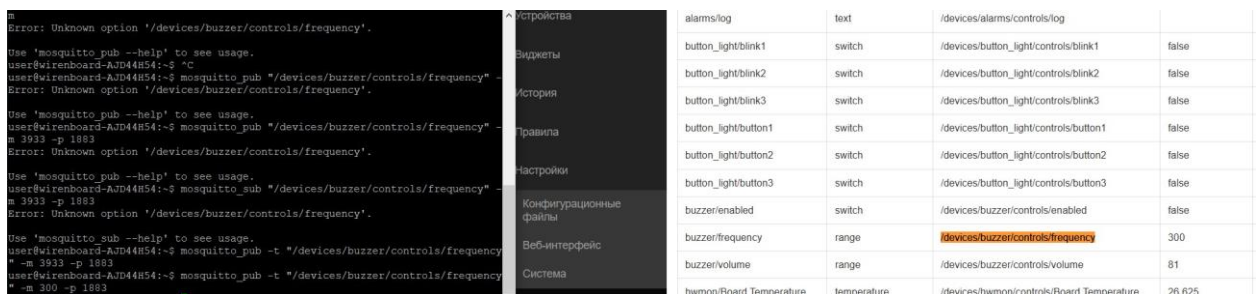 m
Error: Unknown option '/devices/buzzer/controls/frequency'.
Use 'mosquitto_pub --help' to see usage.
user@wirenboard-AJD44H54:~$ ^C
user@wirenboard-AJD44H54:~$ mosquitto_pub "/devices/buzzer/controls/frequency" -
Error: Unknown option '/devices/buzzer/controls/frequency'.
Use 'mosquitto_pub --help' to see usage.
user@wirenboard-AJD44H54:~$ mosquitto_pub "/devices/buzzer/controls/frequency" -
m 3933 -p 1883
Error: Unknown option '/devices/buzzer/controls/frequency'.
Use 'mosquitto_pub --help' to see usage.
user@wirenboard-AJD44H54:~$ mosquitto_sub "/devices/buzzer/controls/frequency" -
m 3933 -p 1883
Error: Unknown option '/devices/buzzer/controls/frequency'.
Use 'mosquitto_sub --help' to see usage.
user@wirenboard-AJD44H54:~$ mosquitto_pub -t "/devices/buzzer/controls/frequency
" -m 3933 -p 1883
user@wirenboard-AJD44H54:~$ mosquitto_pub -t "/devices/buzzer/controls/frequency
" -m 300 -p 1883
Устройства
Виджеты
История
Правила
Настройки
Конфигурационные
файлы
Веб-интерфейс
Система
alarms/log text /devices/alarms/controls/log
button_light/blink1 switch /devices/button_light/controls/blink1 false
button_light/blink2 switch /devices/button_light/controls/blink2 false
button_light/blink3 switch /devices/button_light/controls/blink3 false
button_light/button1 switch /devices/button_light/controls/button1 false
button_light/button2 switch /devices/button_light/controls/button2 false
button_light/button3 switch /devices/button_light/controls/button3 false
buzzer/enabled switch /devices/buzzer/controls/enabled false
buzzer/frequency range /devices/buzzer/controls/frequency 300
buzzer/volume range /devices/buzzer/controls/volume 81
hwmon/Board Temperature temperature /devices/hwmon/controls/Board Temperature 26.625